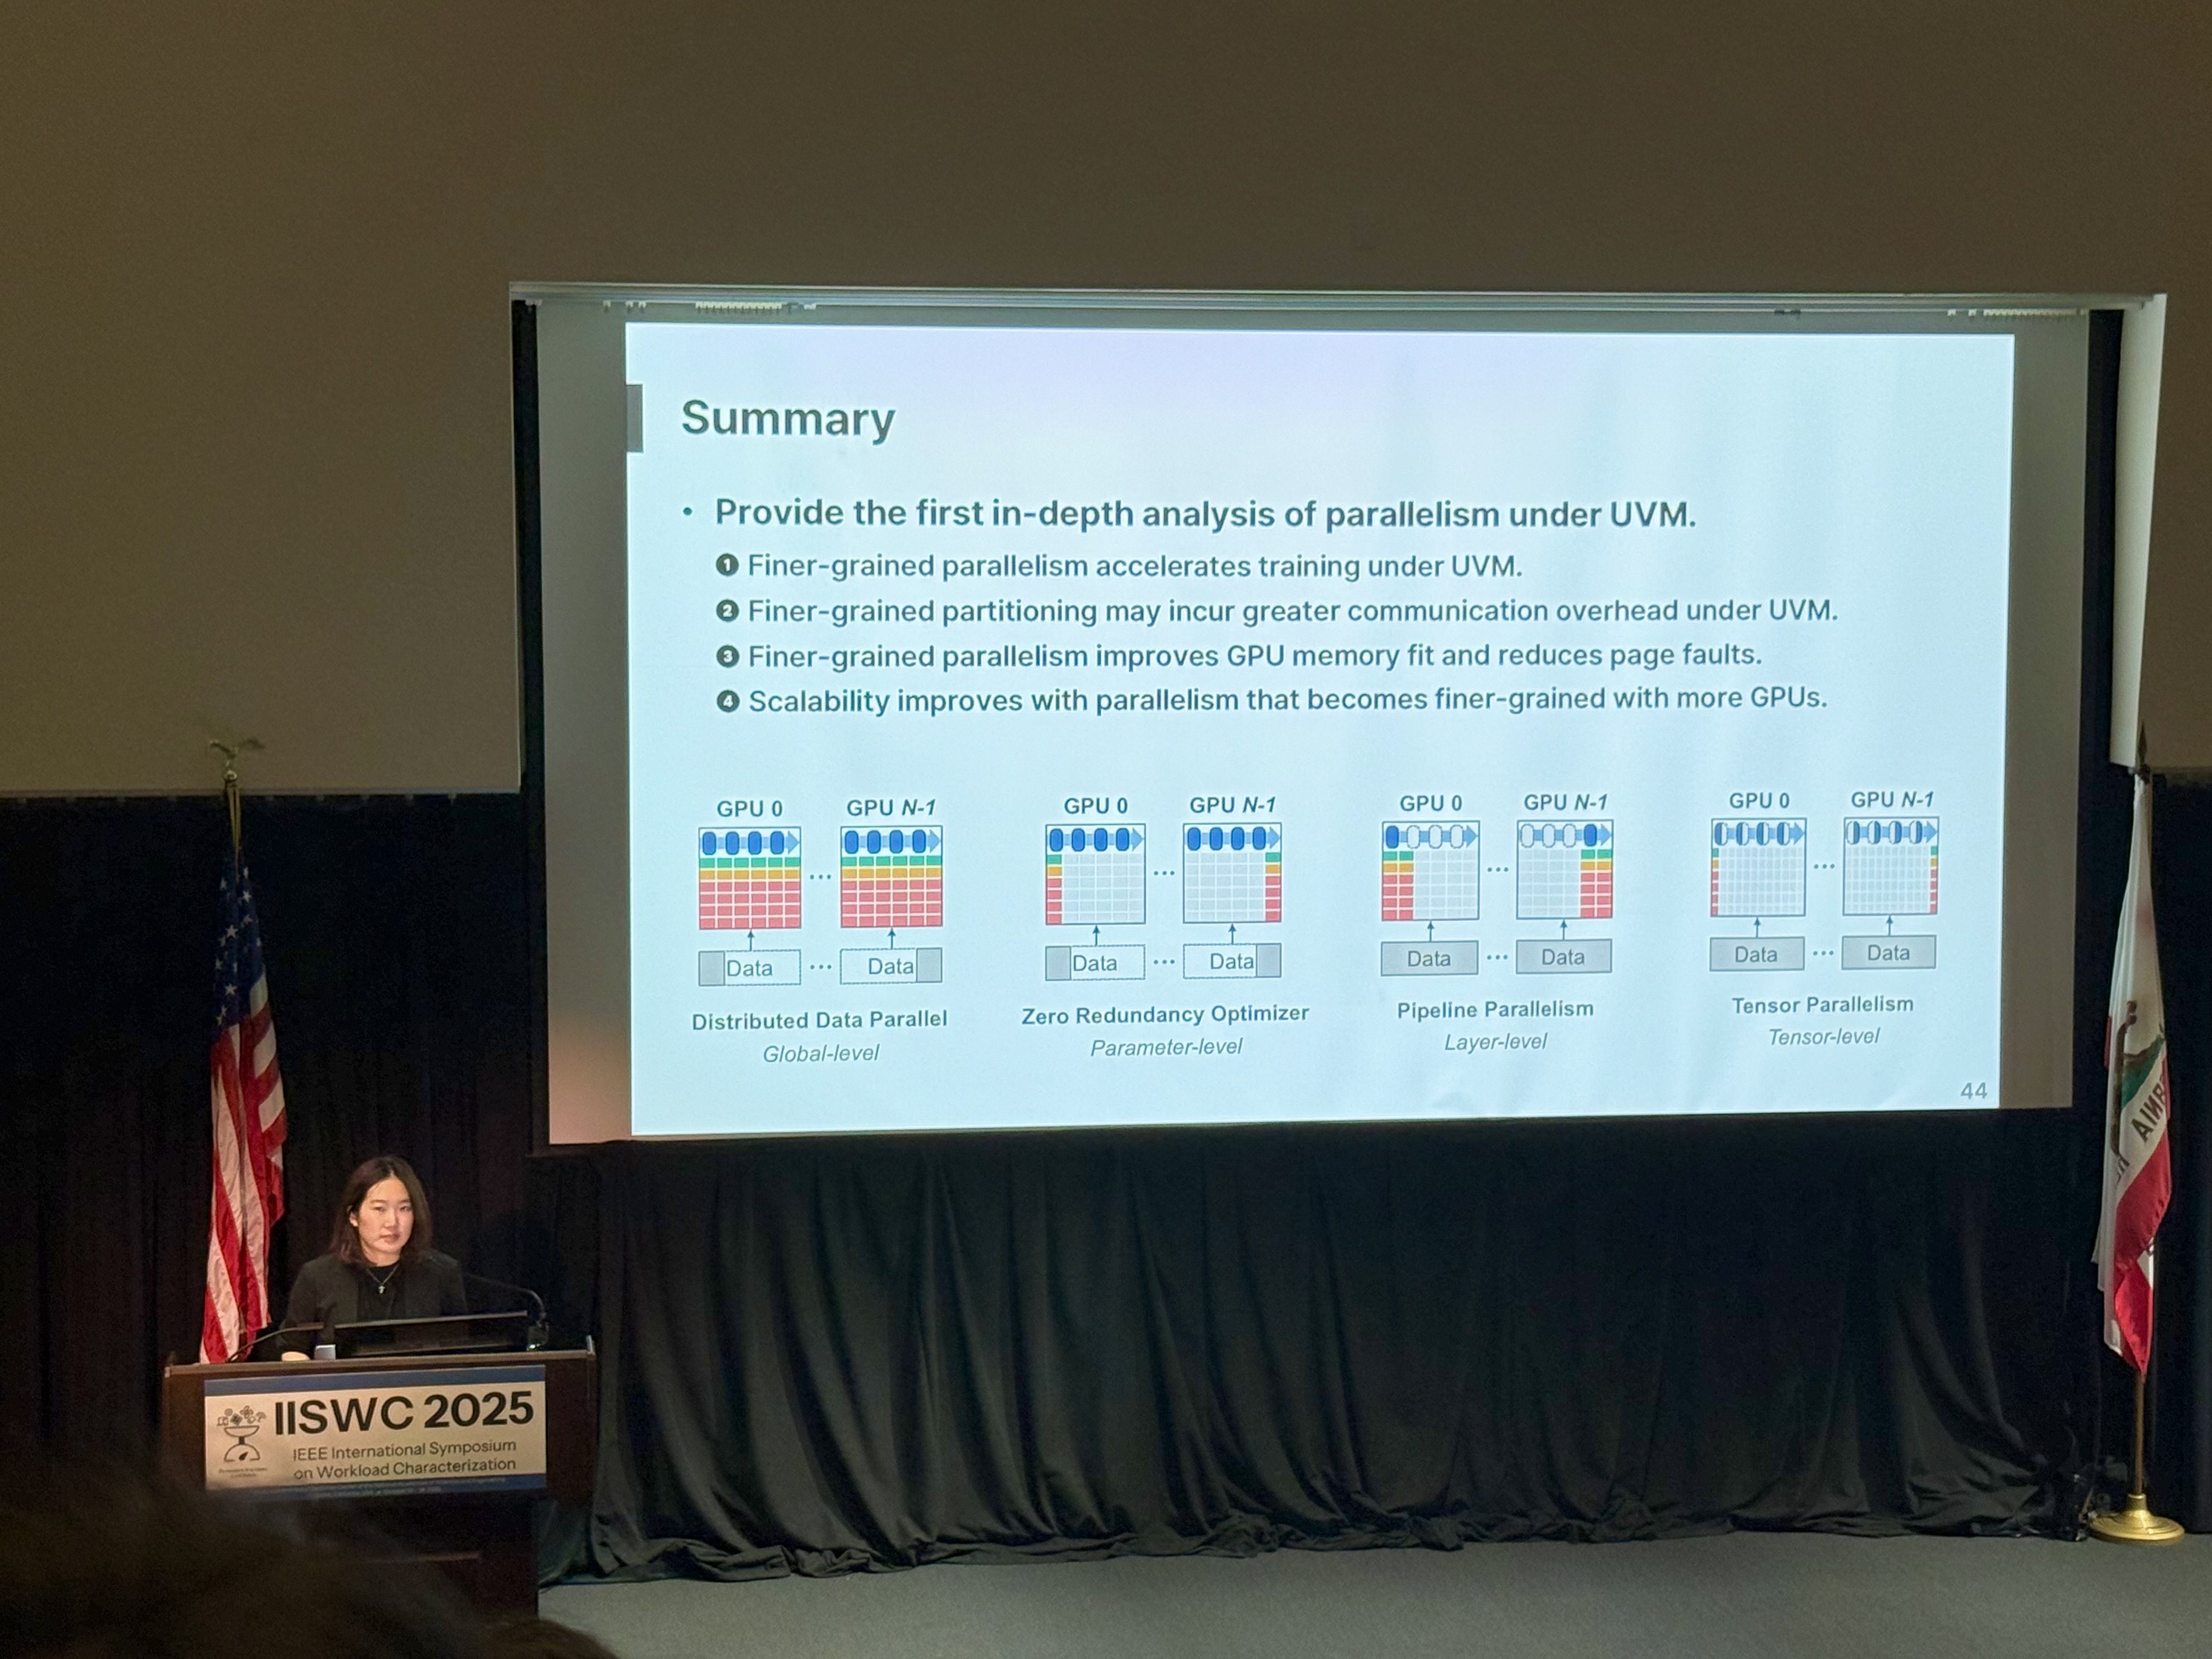 Summary
• Provide the first in-depth analysis of parallelism under UVM.
❶ Finer-grained parallelism accelerates training under UVM.
❷ Finer-grained partitioning may incur greater communication overhead under UVM.
❸ Finer-grained parallelism improves GPU memory fit and reduces page faults.
❹ Scalability improves with parallelism that becomes finer-grained with more GPUs.
GPU 0 GPU N-1 GPU 0 GPU N-1 GPU 0 GPU N-1 GPU 0 GPU N-1
... ... ... ...
Data ... Data Data ... Data Data ... Data Data ... Data
Distributed Data Parallel Zero Redundancy Optimizer Pipeline Parallelism Tensor Parallelism
Global-level Parameter-level Layer-level Tensor-level
44
IISWC 2025
IEEE International Symposium
on Workload Characterization